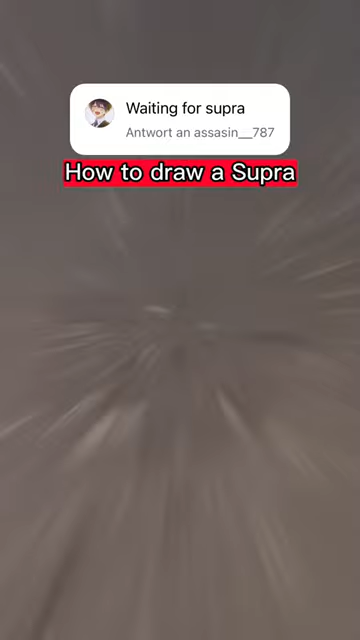 Waiting for supra
Antwort an assasin__787
How to draw a Supra